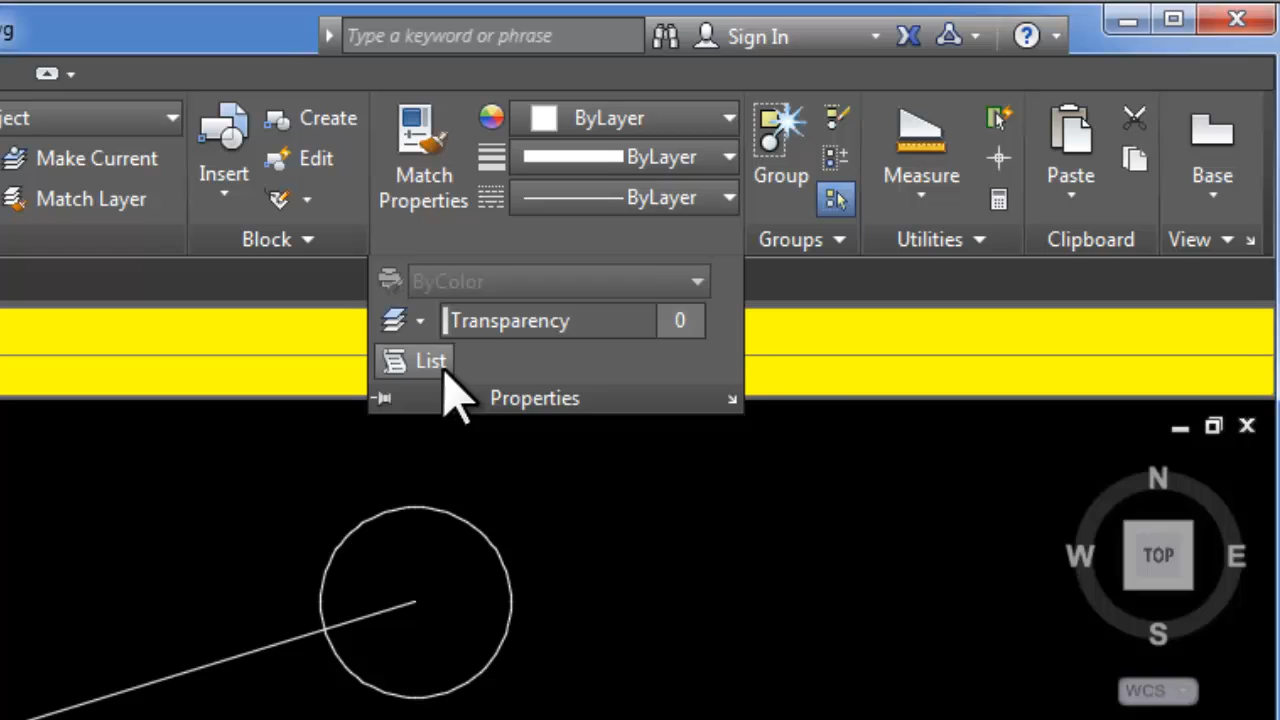 Type a keyword or phrase
Sign In
ject
Create
ByLayer
Make Current
Edit
Match
Properties
ByLayer
Insert
Group
Measure
Paste
Base
Match Layer
ByLayer
Block
Groups
Utilities
Clipboard
View
ByColor
Transparency 0
List
Properties
N
W TOP E
S
WCS